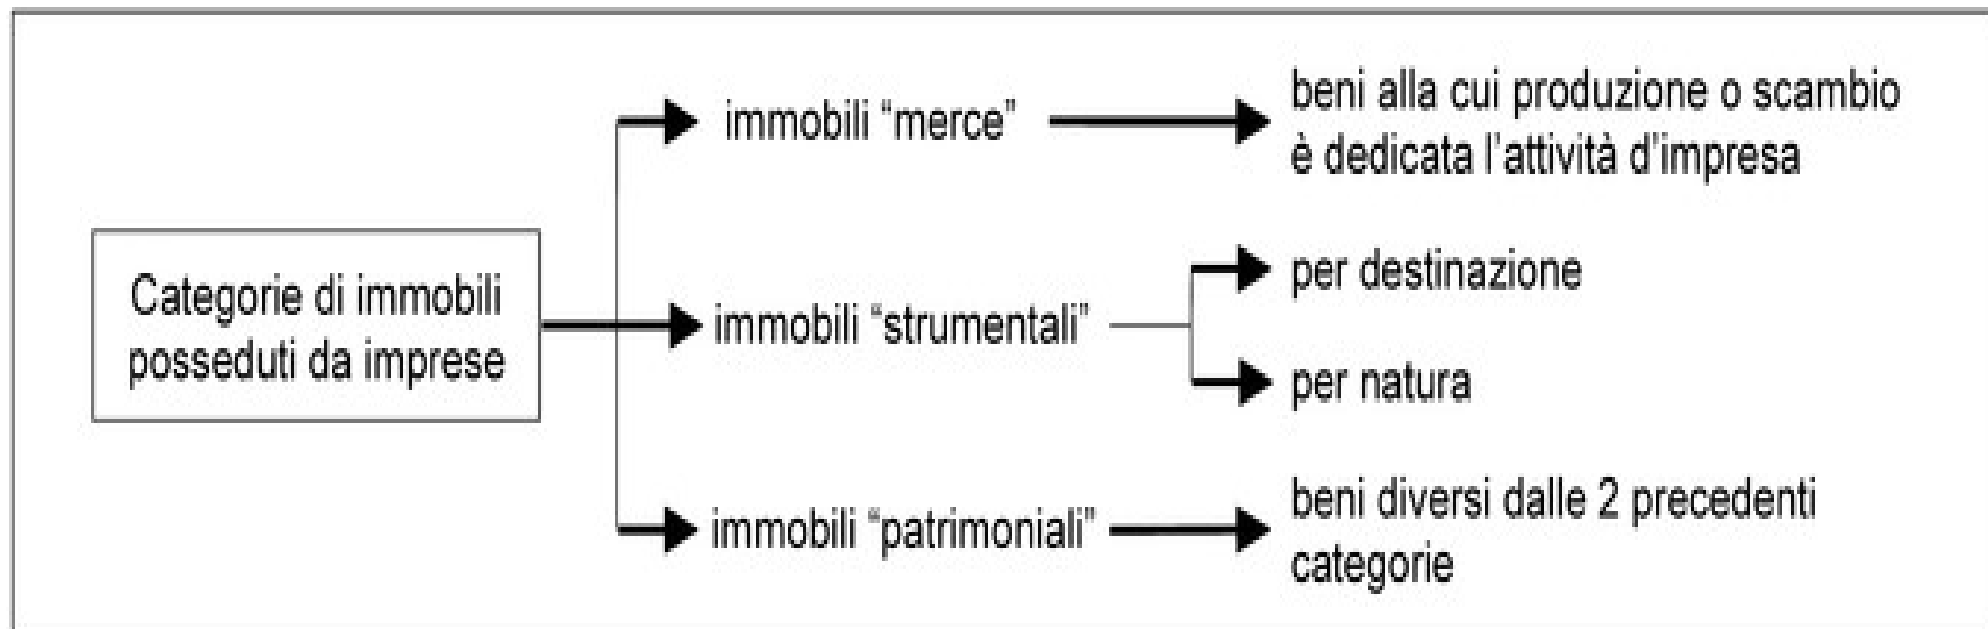 Categorie di immobili
posseduti da imprese
immobili “merce”
beni alla cui produzione o scambio
è dedicata l’attività d’impresa
immobili “strumentali”
per destinazione
per natura
immobili “patrimoniali”
beni diversi dalle 2 precedenti
categorie